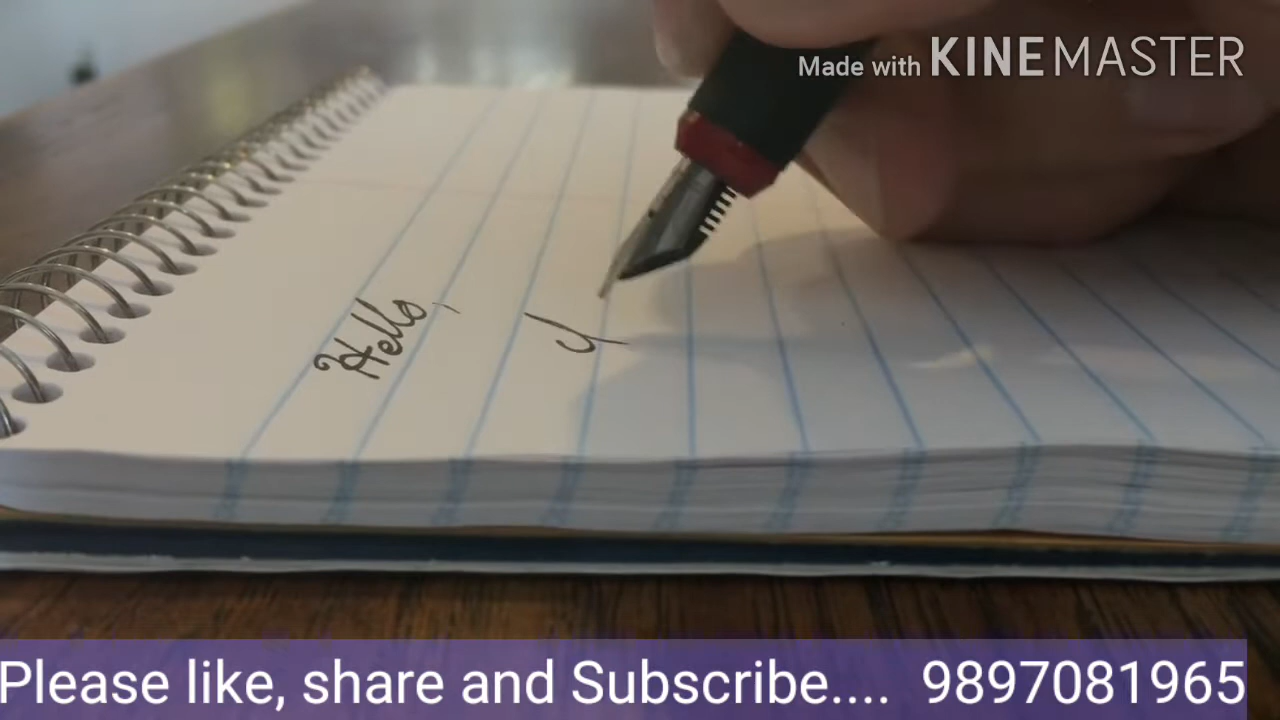 Made with KINEMASTER
Hello,
y
Please like, share and Subscribe.... 9897081965